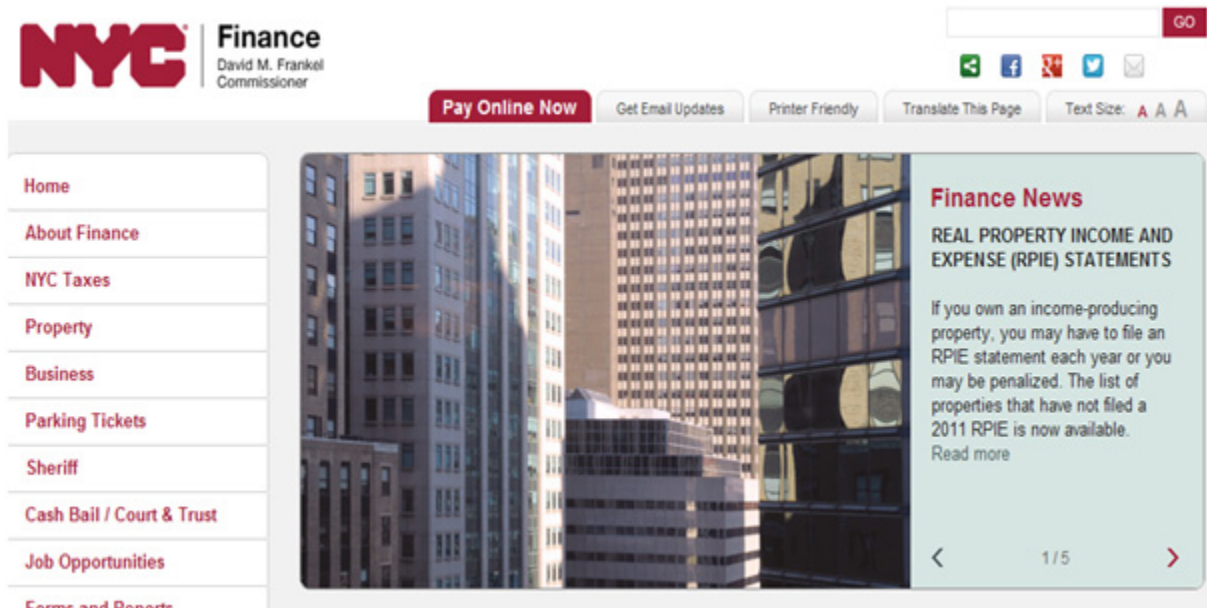 NYC
Finance
David M. Frankel
Commissioner
GO
Pay Online Now
Get Email Updates
Printer Friendly
Translate This Page
Text Size: A A A
Home
About Finance
NYC Taxes
Property
Business
Parking Tickets
Sheriff
Cash Bail / Court & Trust
Job Opportunities
Forms and Reports
Finance News
REAL PROPERTY INCOME AND
EXPENSE (RPIE) STATEMENTS
If you own an income-producing
property, you may have to file an
RPIE statement each year or you
may be penalized. The list of
properties that have not filed a
2011 RPIE is now available.
Read more
1 / 5